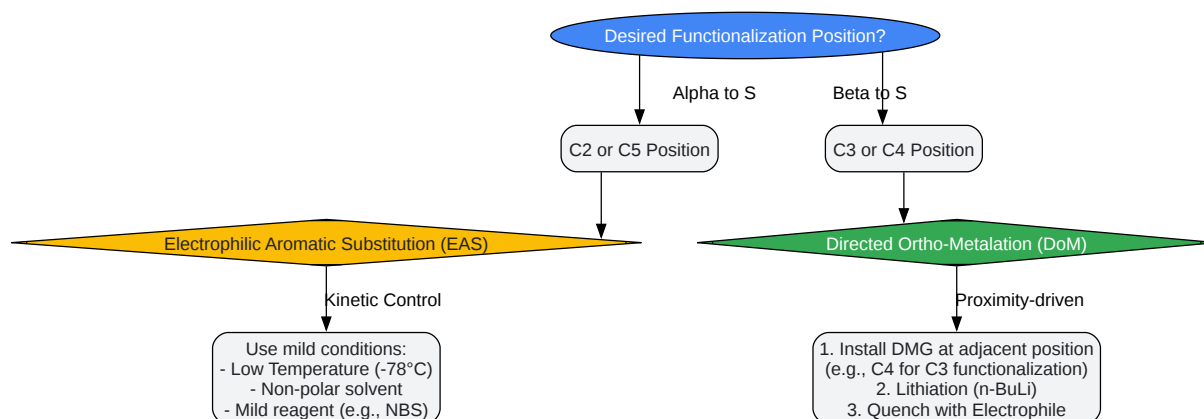 Desired Functionalization Position?
Alpha to S
Beta to S
C2 or C5 Position
C3 or C4 Position
Electrophilic Aromatic Substitution (EAS)
Directed Ortho-Metalation (DoM)
Kinetic Control
Proximity-driven
Use mild conditions:
- Low Temperature (-78°C)
- Non-polar solvent
- Mild reagent (e.g., NBS)
1. Install DMG at adjacent position
(e.g., C4 for C3 functionalization)
2. Lithiation (n-BuLi)
3. Quench with Electrophile